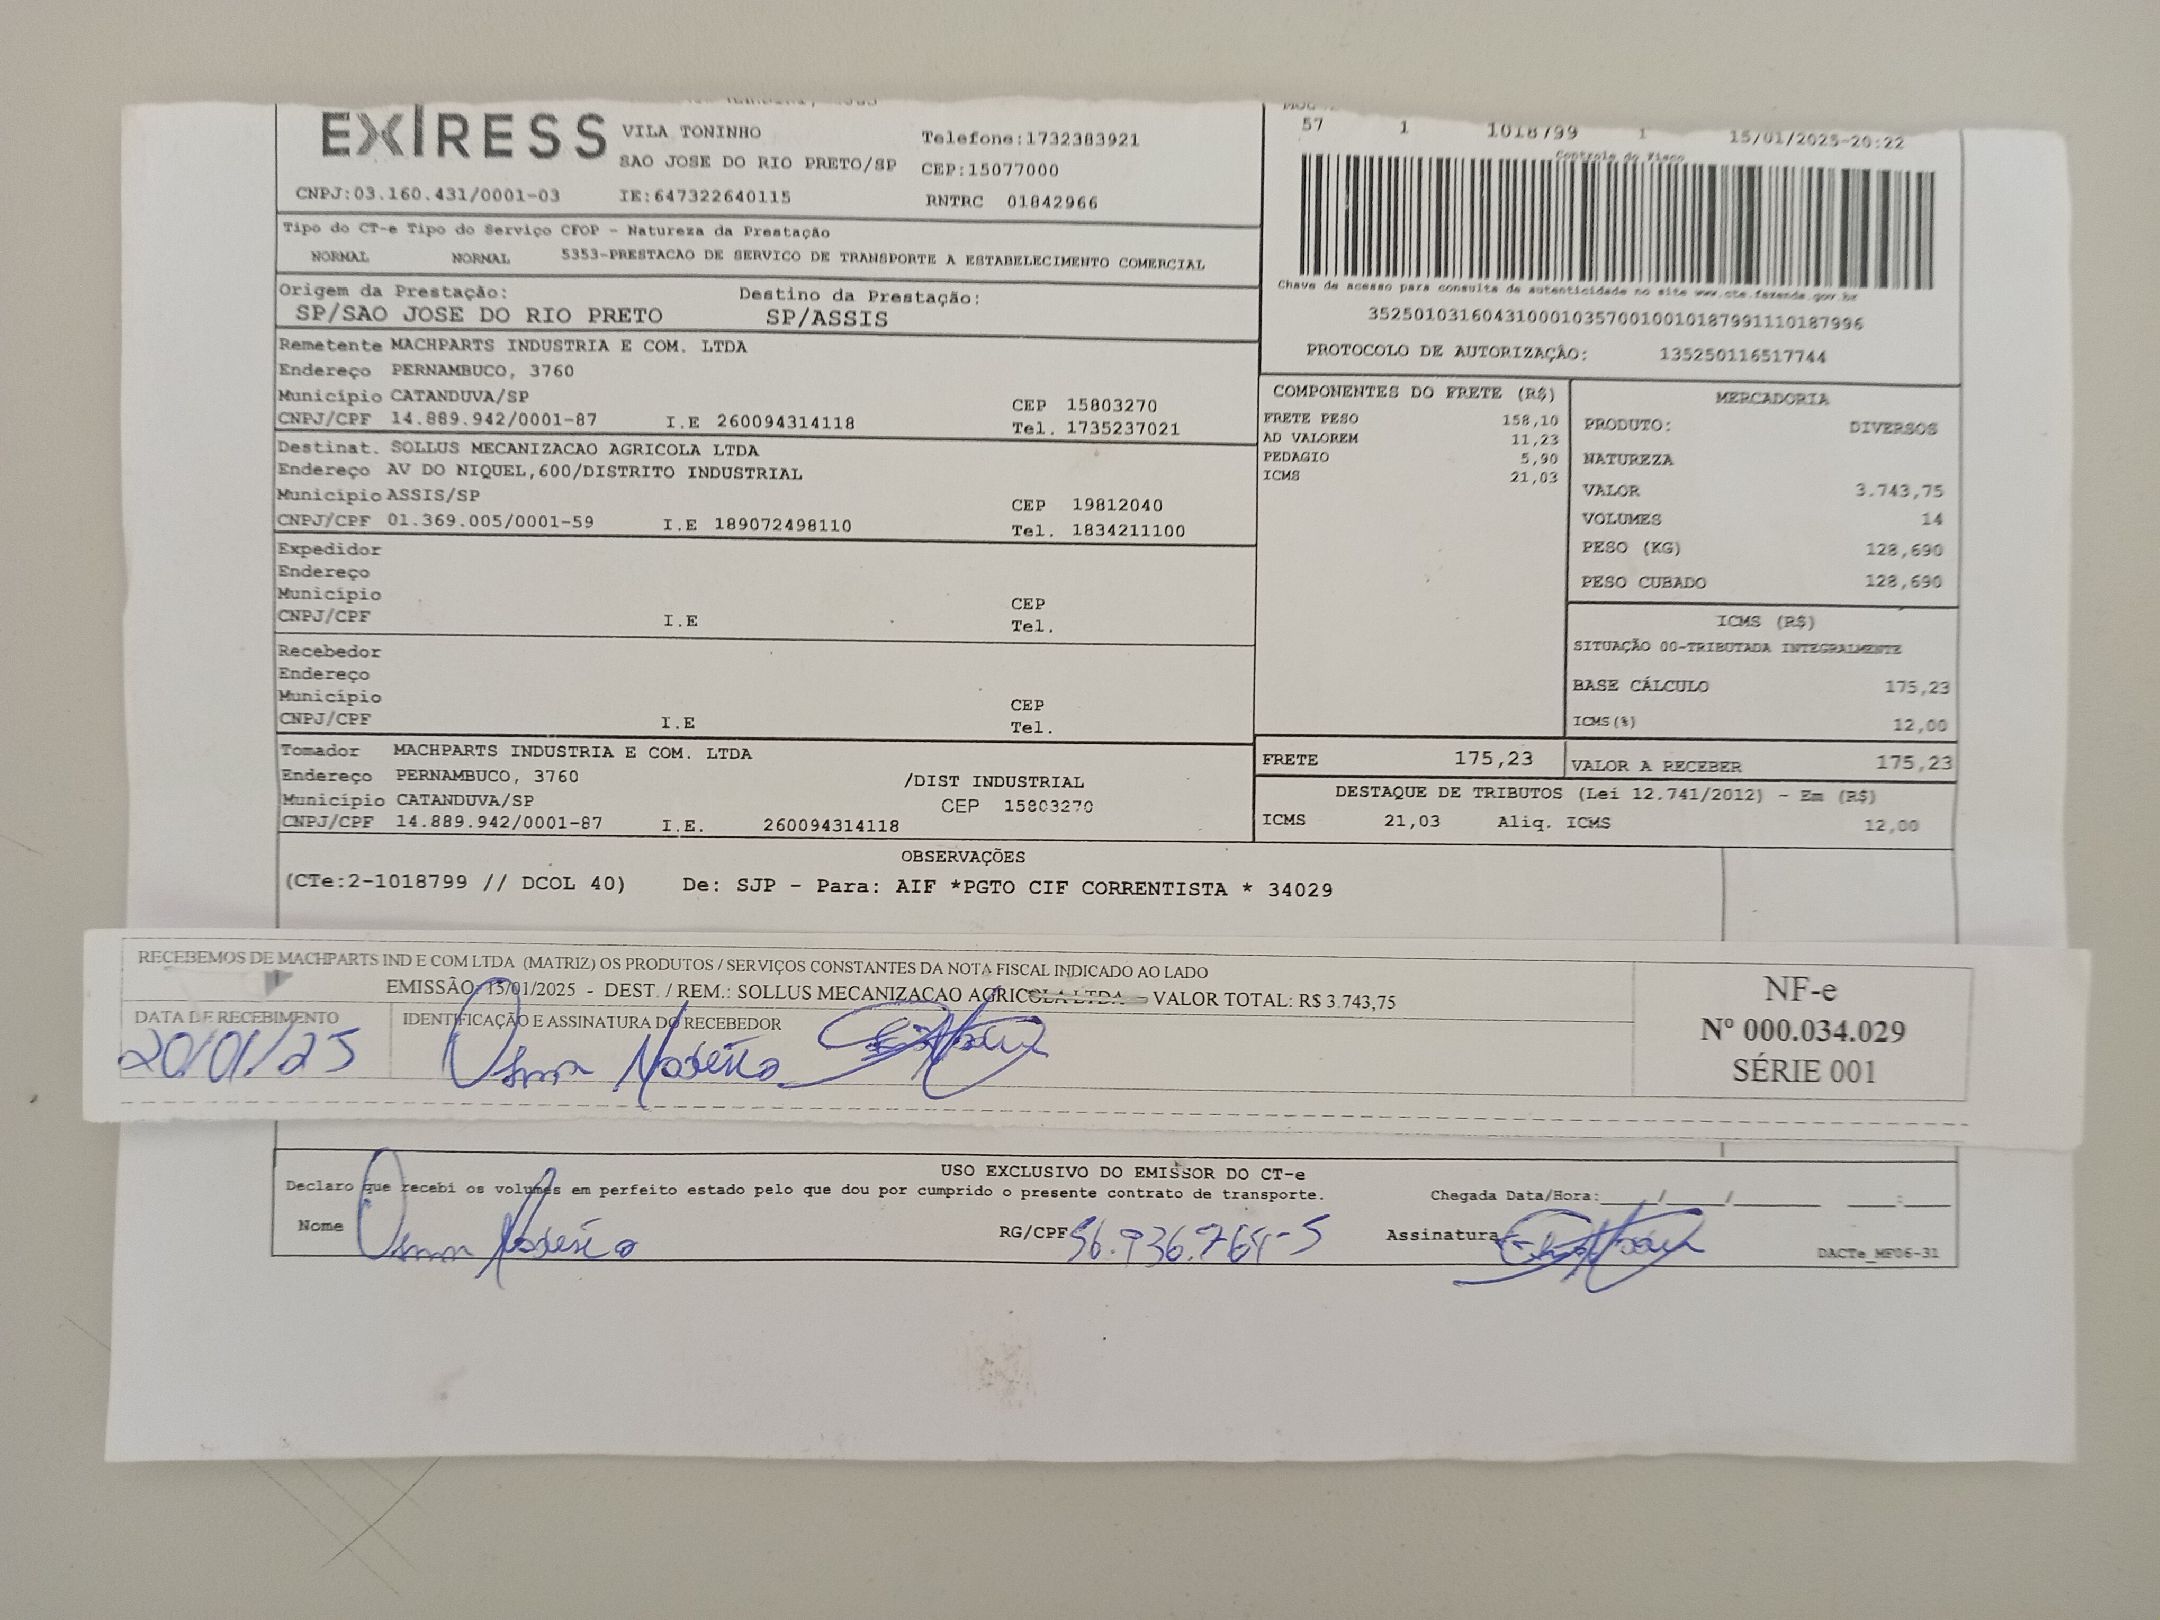 EXPRESS
VILA TONINHO
Telefone:1732383921
SAO JOSE DO RIO PRETO/SP CEP:15077000
CNPJ:03.160.431/0001-03 IE:647322640115 RNTRC 01842966
57 1 1018799 1 15/01/2025-20:22
Controle do Fisco
Chave de acesso para consulta de autenticidade no site www.cte.fazenda.gov.br
35250103160431000103570010010187991110187996
PROTOCOLO DE AUTORIZAÇÃO: 135250116517744
Tipo do CT-e Tipo do Serviço CFOP - Natureza da Prestação
NORMAL NORMAL 5353-PRESTACAO DE SERVICO DE TRANSPORTE A ESTABELECIMENTO COMERCIAL
Origem da Prestação: Destino da Prestação:
SP/SAO JOSE DO RIO PRETO SP/ASSIS
Remetente MACHPARTS INDUSTRIA E COM. LTDA
Endereço PERNAMBUCO, 3760
Município CATANDUVA/SP CEP 15803270
CNPJ/CPF 14.889.942/0001-87 I.E 260094314118 Tel. 1735237021
Destinat. SOLLUS MECANIZACAO AGRICOLA LTDA
Endereço AV DO NIQUEL,600/DISTRITO INDUSTRIAL
Município ASSIS/SP CEP 19812040
CNPJ/CPF 01.369.005/0001-59 I.E 189072498110 Tel. 1834211100
Expedidor
Endereço
Município CEP
CNPJ/CPF I.E Tel.
Recebedor
Endereço
Município CEP
CNPJ/CPF I.E Tel.
Tomador MACHPARTS INDUSTRIA E COM. LTDA
Endereço PERNAMBUCO, 3760 /DIST INDUSTRIAL
Município CATANDUVA/SP CEP 15803270
CNPJ/CPF 14.889.942/0001-87 I.E. 260094314118
COMPONENTES DO FRETE (R$)
FRETE PESO 158,10
AD VALOREM 11,23
PEDAGIO 5,90
ICMS 21,03
MERCADORIA
PRODUTO: DIVERSOS
NATUREZA
VALOR 3.743,75
VOLUMES 14
PESO (KG) 128,690
PESO CUBADO 128,690
ICMS (R$)
SITUAÇÃO 00-TRIBUTADA INTEGRALMENTE
BASE CÁLCULO 175,23
ICMS(%) 12,00
FRETE 175,23 VALOR A RECEBER 175,23
DESTAQUE DE TRIBUTOS (Lei 12.741/2012) - Em (R$)
ICMS 21,03 Aliq. ICMS 12,00
OBSERVAÇÕES
(CTe:2-1018799 // DCOL 40) De: SJP - Para: AIF *PGTO CIF CORRENTISTA * 34029
RECEBEMOS DE MACHPARTS IND E COM LTDA (MATRIZ) OS PRODUTOS / SERVIÇOS CONSTANTES DA NOTA FISCAL INDICADO AO LADO
EMISSÃO: 15/01/2025 - DEST. / REM.: SOLLUS MECANIZACAO AGRICOLA LTDA - VALOR TOTAL: R$ 3.743,75
DATA DE RECEBIMENTO IDENTIFICAÇÃO E ASSINATURA DO RECEBEDOR
20/01/25
NF-e
Nº 000.034.029
SÉRIE 001
USO EXCLUSIVO DO EMISSOR DO CT-e
Declaro que recebi os volumes em perfeito estado pelo que dou por cumprido o presente contrato de transporte. Chegada Data/Hora: / / :
Nome RG/CPF 56.936.764-5 Assinatura
DACTe_MF06-31